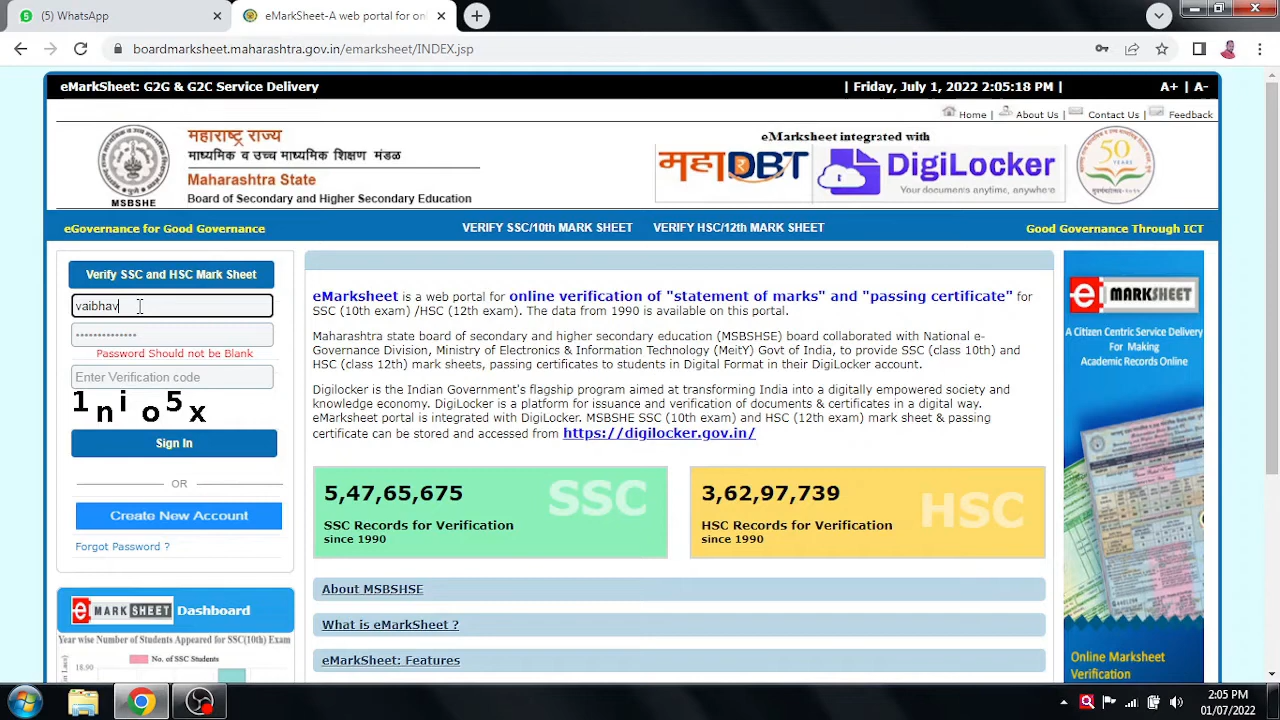 (5) WhatsApp
eMarkSheet-A web portal for onl
boardmarksheet.maharashtra.gov.in/emarksheet/INDEX.jsp
eMarkSheet: G2G & G2C Service Delivery
| Friday, July 1, 2022 2:05:18 PM |
A+ | A-
Home | About Us | Contact Us | Feedback
महाराष्ट्र राज्य
माध्यमिक व उच्च माध्यमिक शिक्षण मंडळ
Maharashtra State
Board of Secondary and Higher Secondary Education
MSBSHE
eMarksheet integrated with
महाDBT
DigiLocker
Your documents anytime, anywhere
50
YEARS
eGovernance for Good Governance
VERIFY SSC/10th MARK SHEET
VERIFY HSC/12th MARK SHEET
Good Governance Through ICT
Verify SSC and HSC Mark Sheet
vaibhav
Password Should not be Blank
Enter Verification code
1nio5x
Sign In
OR
Create New Account
Forgot Password ?
eMARKSHEET Dashboard
Year wise Number of Students Appeared for SSC(10th) Exam
No. of SSC Students
18.90
eMarksheet is a web portal for online verification of "statement of marks" and "passing certificate" for
SSC (10th exam) /HSC (12th exam). The data from 1990 is available on this portal.
Maharashtra state board of secondary and higher secondary education (MSBSHSE) board collaborated with National e-
Governance Division, Ministry of Electronics & Information Technology (MeitY) Govt of India, to provide SSC (class 10th) and
HSC (class 12th) mark sheets, passing certificates to students in Digital Format in their DigiLocker account.
Digilocker is the Indian Government's flagship program aimed at transforming India into a digitally empowered society and
knowledge economy. DigiLocker is a platform for issuance and verification of documents & certificates in a digital way.
eMarksheet portal is integrated with DigiLocker. MSBSHE SSC (10th exam) and HSC (12th exam) mark sheet & passing
certificate can be stored and accessed from https://digilocker.gov.in/
5,47,65,675
SSC
SSC Records for Verification
since 1990
3,62,97,739
HSC
HSC Records for Verification
since 1990
About MSBSHSE
What is eMarkSheet ?
eMarkSheet: Features
e MARKSHEET
A Citizen Centric Service Delivery
For Making
Academic Records Online
Online Marksheet
Verification
2:05 PM
01/07/2022